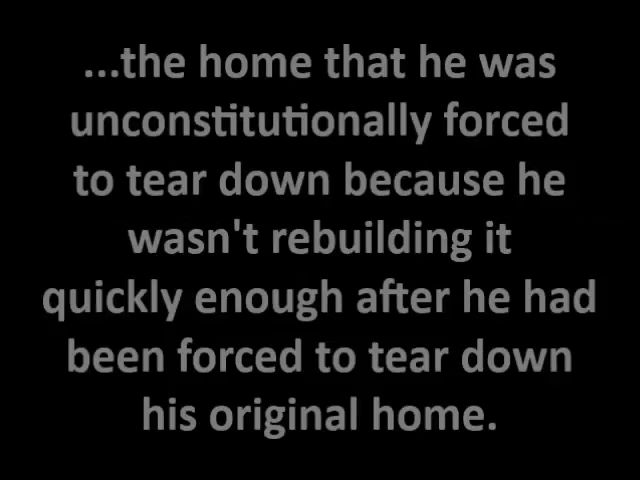 ...the home that he was
unconstitutionally forced
to tear down because he
wasn't rebuilding it
quickly enough after he had
been forced to tear down
his original home.